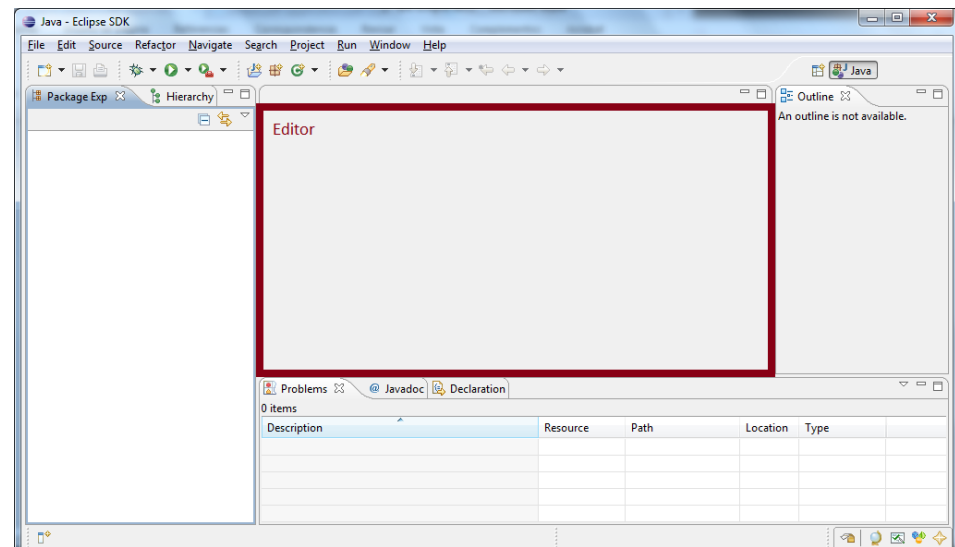 Java - Eclipse SDK
File Edit Source Refactor Navigate Search Project Run Window Help
Java
Package Exp Hierarchy
Outline
An outline is not available.
Editor
Problems @ Javadoc Declaration
0 items
Description Resource Path Location Type